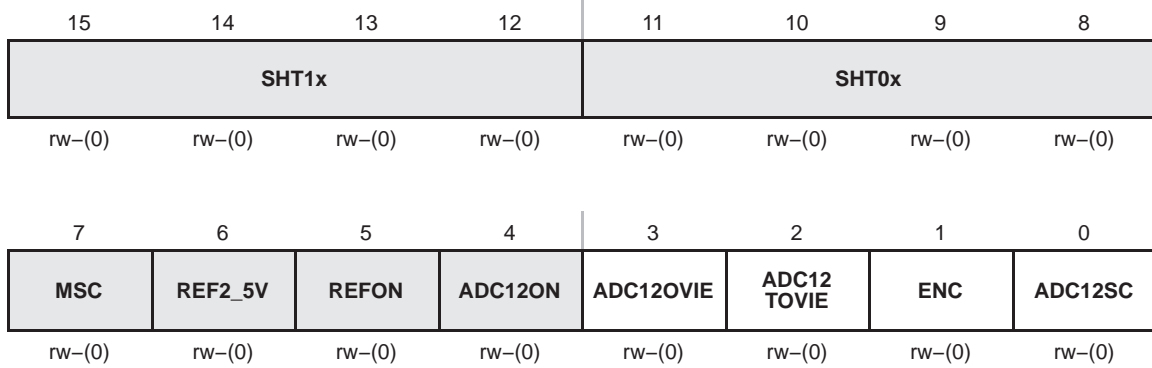 15 14 13 12 11 10 9 8
SHT1x SHT0x
rw−(0) rw−(0) rw−(0) rw−(0) rw−(0) rw−(0) rw−(0) rw−(0)
7 6 5 4 3 2 1 0
MSC REF2_5V REFON ADC12ON ADC12OVIE ADC12 TOVIE ENC ADC12SC
rw−(0) rw−(0) rw−(0) rw−(0) rw−(0) rw−(0) rw−(0) rw−(0)